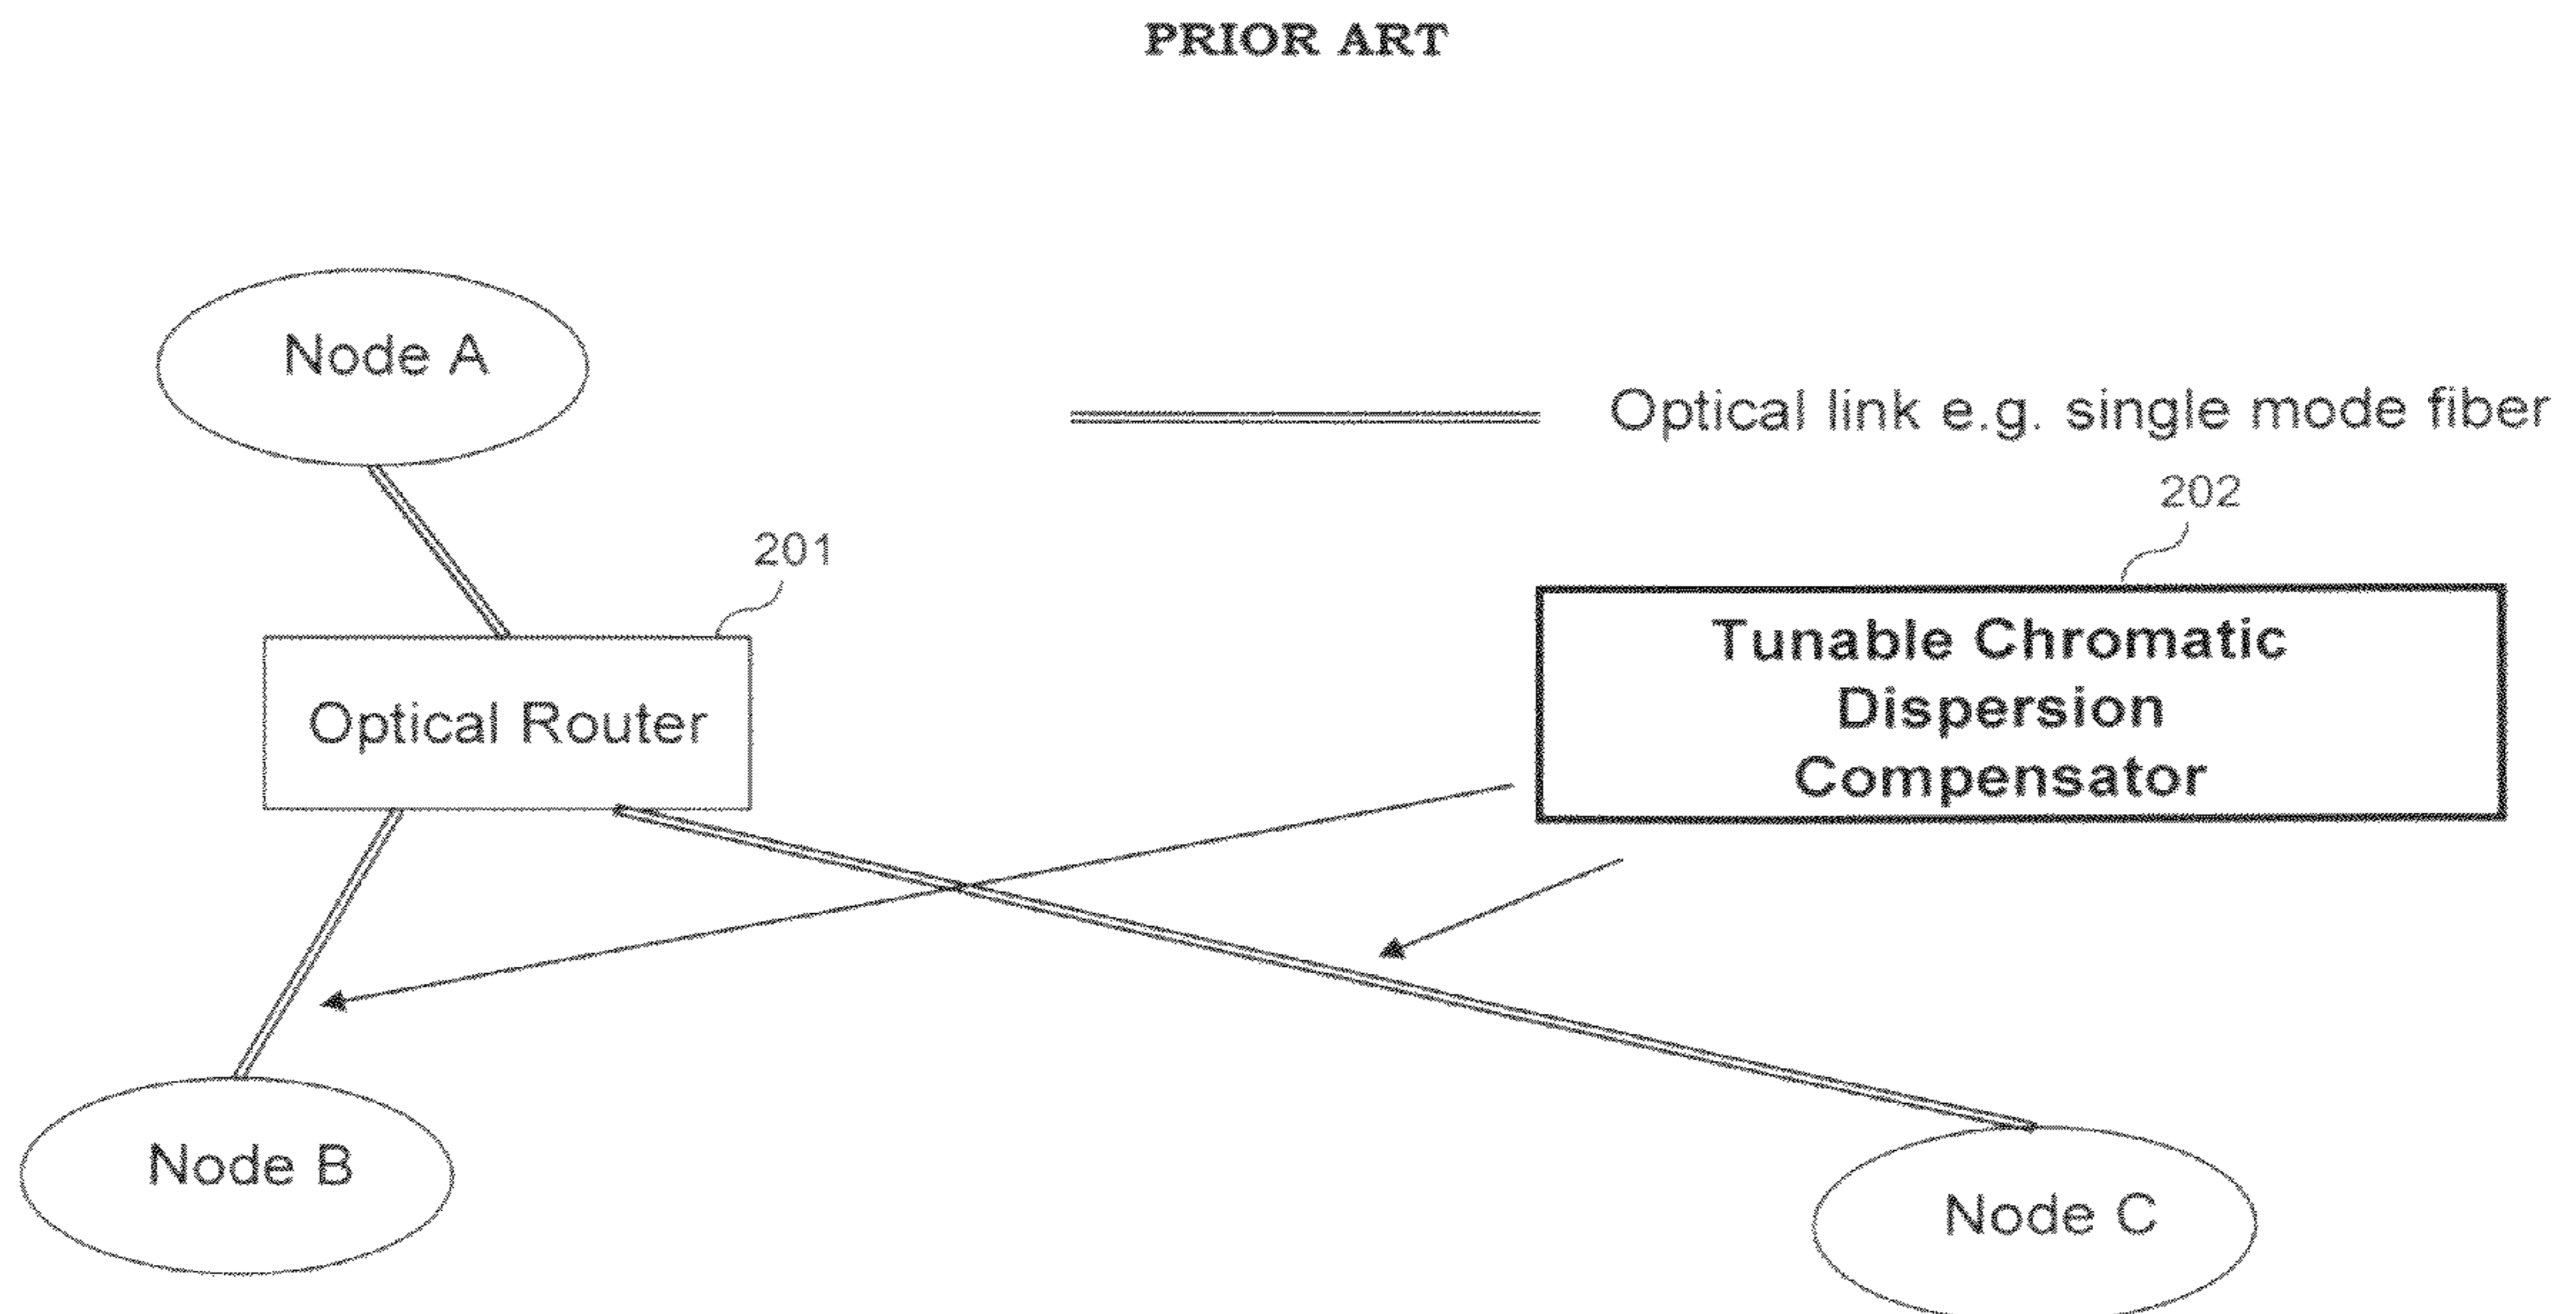 PRIOR ART
Node A
Optical link e.g. single mode fiber
202
201
Tunable Chromatic
Dispersion
Compensator
Optical Router
Node B
Node C